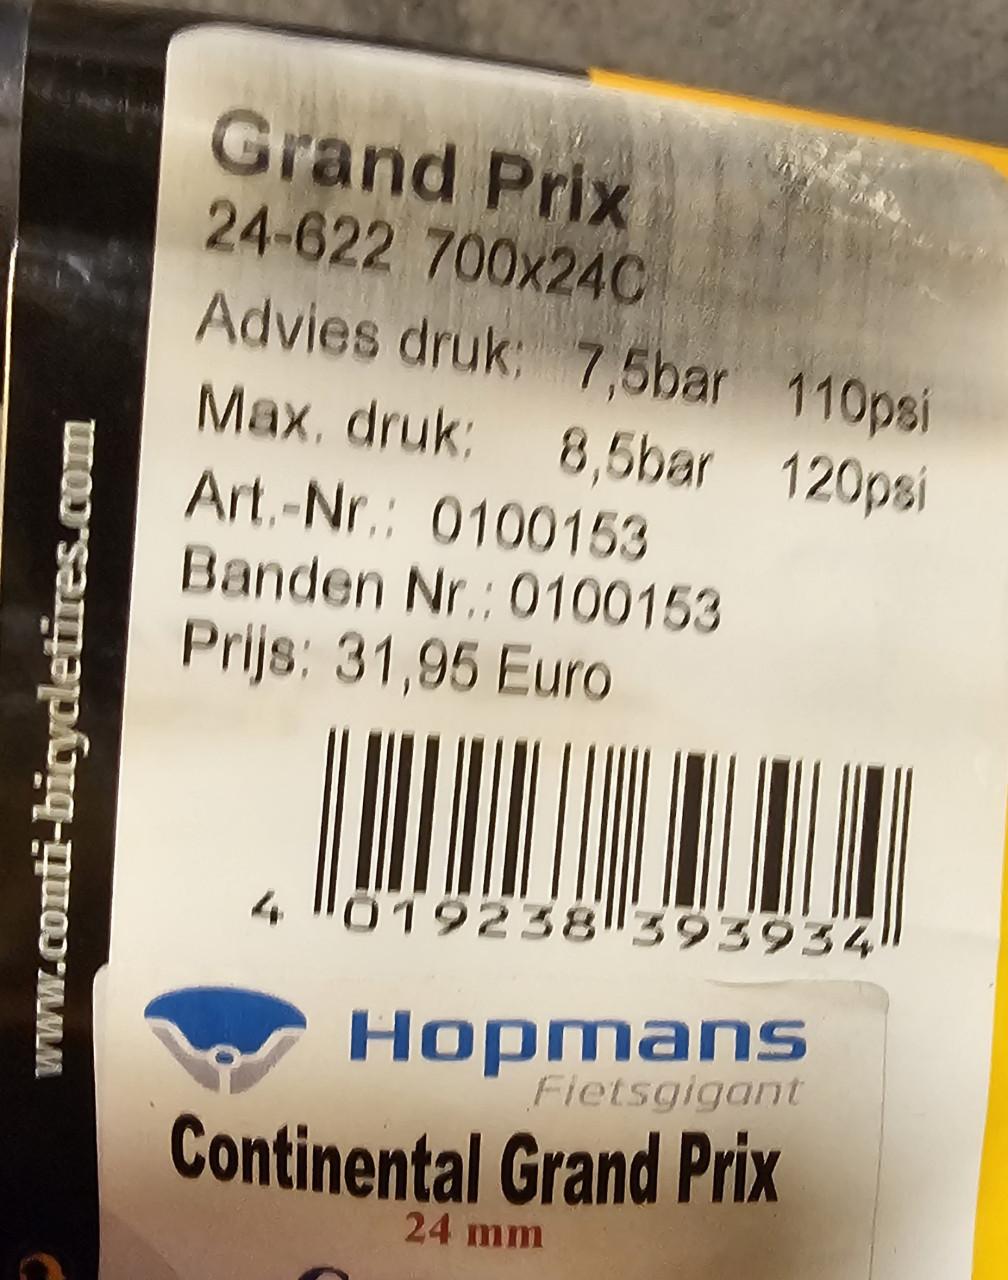 Grand Prix
24-622 700x24C
Advies druk: 7,5bar 110psi
Max. druk: 8,5bar 120psi
Art.-Nr.: 0100153
Banden Nr.: 0100153
Prijs: 31,95 Euro
4 019238 393934
www.conti-bicycletires.com
Hopmans
Fietsgigant
Continental Grand Prix
24 mm